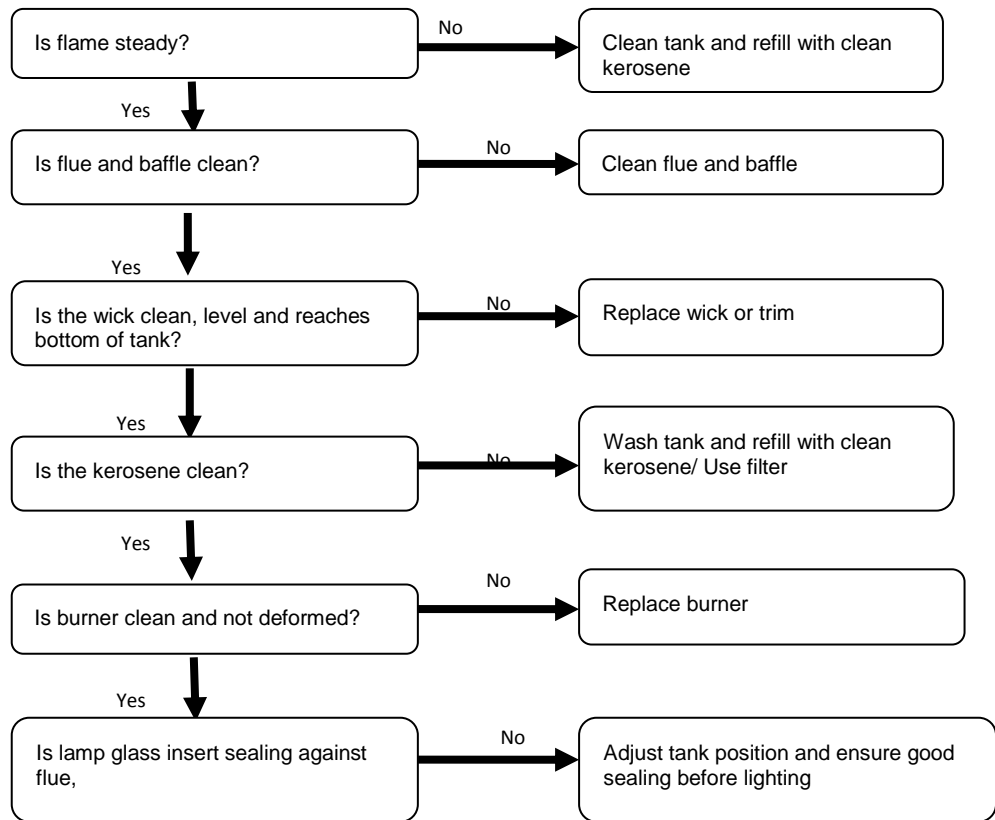 Is flame steady?
No
Clean tank and refill with clean
kerosene
Yes
Is flue and baffle clean?
No
Clean flue and baffle
Yes
Is the wick clean, level and reaches
bottom of tank?
No
Replace wick or trim
Yes
Is the kerosene clean?
No
Wash tank and refill with clean
kerosene/ Use filter
Yes
Is burner clean and not deformed?
No
Replace burner
Yes
Is lamp glass insert sealing against
flue,
No
Adjust tank position and ensure good
sealing before lighting